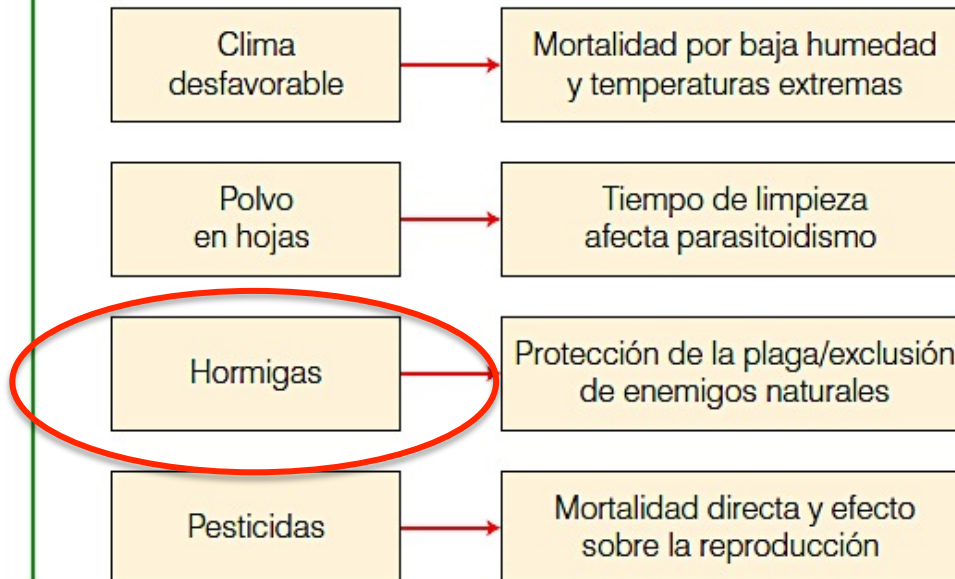 Clima
desfavorable
Mortalidad por baja humedad
y temperaturas extremas
Polvo
en hojas
Tiempo de limpieza
afecta parasitoidismo
Hormigas
Protección de la plaga/exclusión
de enemigos naturales
Pesticidas
Mortalidad directa y efecto
sobre la reproducción